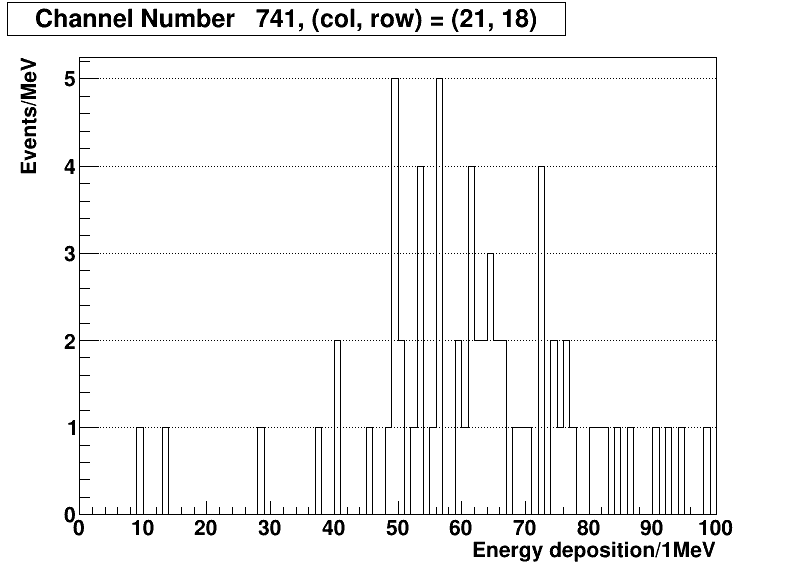 Channel Number 741, (col, row) = (21, 18)
Events/MeV
5
4
3
2
1
0
0 10 20 30 40 50 60 70 80 90 100
Energy deposition/1MeV